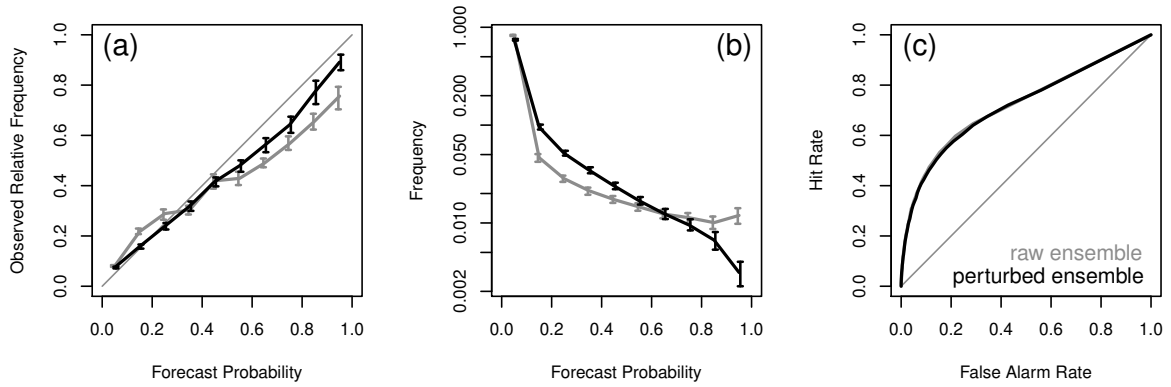 (a)
Observed Relative Frequency
1.0
0.8
0.6
0.4
0.2
0.0
0.0 0.2 0.4 0.6 0.8 1.0
Forecast Probability
(b)
Frequency
1.000
0.200
0.050
0.010
0.002
0.0 0.2 0.4 0.6 0.8 1.0
Forecast Probability
(c)
Hit Rate
1.0
0.8
0.6
0.4
0.2
0.0
raw ensemble
perturbed ensemble
0.0 0.2 0.4 0.6 0.8 1.0
False Alarm Rate